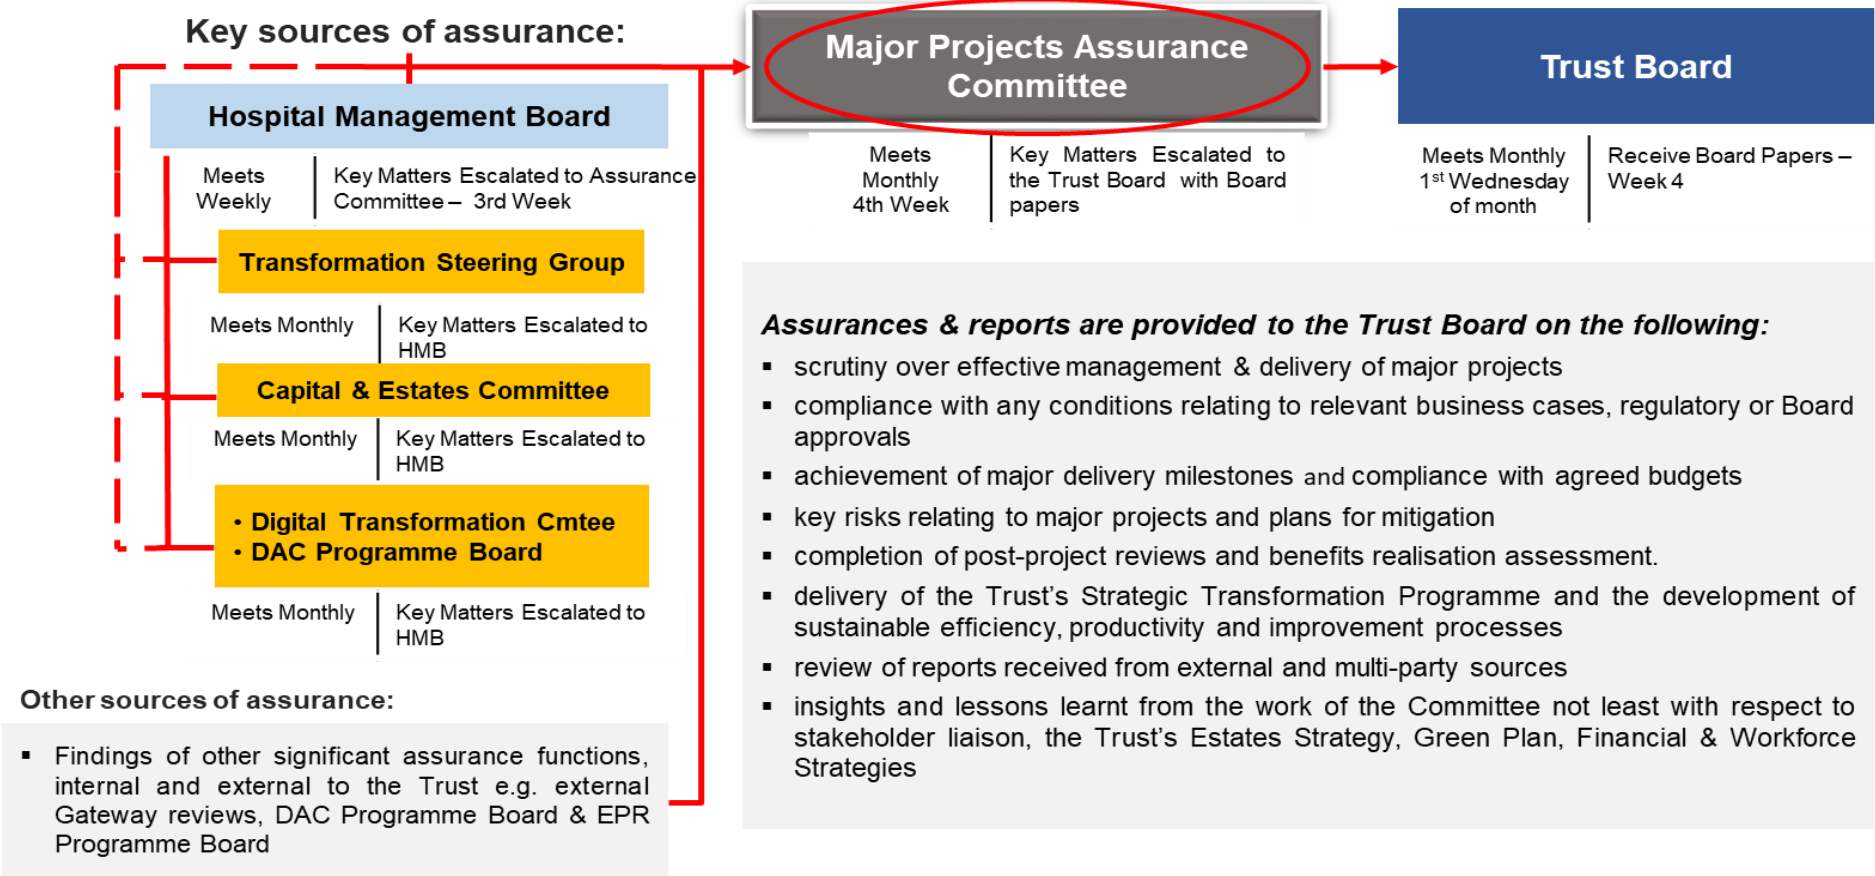 Key sources of assurance:
Hospital Management Board
Meets
Weekly
Key Matters Escalated to Assurance
Committee – 3rd Week
Transformation Steering Group
Meets Monthly
Key Matters Escalated to
HMB
Capital & Estates Committee
Meets Monthly
Key Matters Escalated to
HMB
• Digital Transformation Cmtee
• DAC Programme Board
Meets Monthly
Key Matters Escalated to
HMB
Other sources of assurance:
▪ Findings of other significant assurance functions,
internal and external to the Trust e.g. external
Gateway reviews, DAC Programme Board & EPR
Programme Board
Major Projects Assurance
Committee
Meets
Monthly
4th Week
Key Matters Escalated to
the Trust Board with Board
papers
Trust Board
Meets Monthly
1st Wednesday
of month
Receive Board Papers –
Week 4
Assurances & reports are provided to the Trust Board on the following:
▪ scrutiny over effective management & delivery of major projects
▪ compliance with any conditions relating to relevant business cases, regulatory or Board
approvals
▪ achievement of major delivery milestones and compliance with agreed budgets
▪ key risks relating to major projects and plans for mitigation
▪ completion of post-project reviews and benefits realisation assessment.
▪ delivery of the Trust’s Strategic Transformation Programme and the development of
sustainable efficiency, productivity and improvement processes
▪ review of reports received from external and multi-party sources
▪ insights and lessons learnt from the work of the Committee not least with respect to
stakeholder liaison, the Trust’s Estates Strategy, Green Plan, Financial & Workforce
Strategies